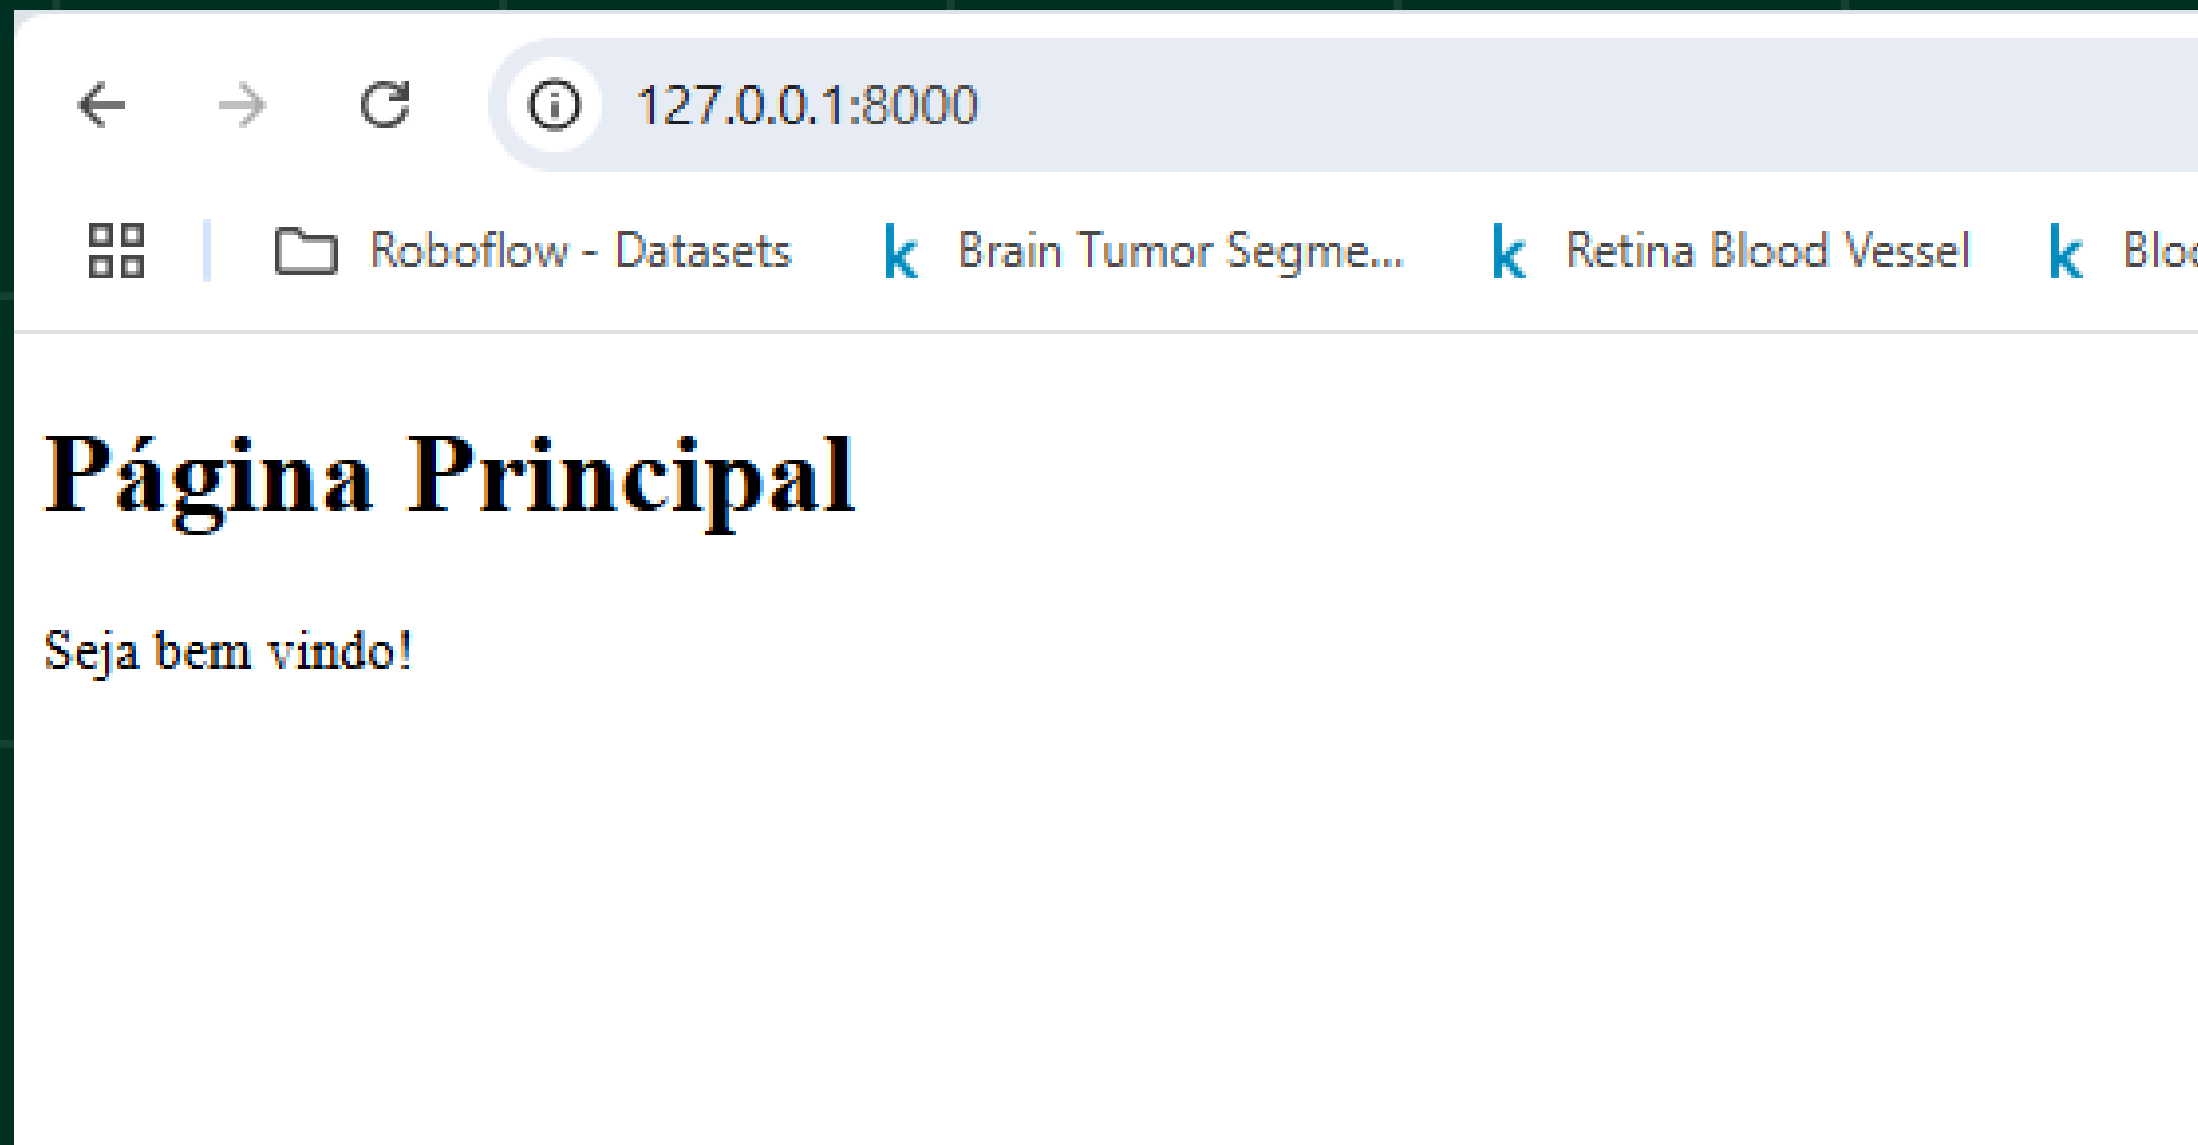 127.0.0.1:8000
Roboflow - Datasets Brain Tumor Segme... Retina Blood Vessel
Página Principal
Seja bem vindo!